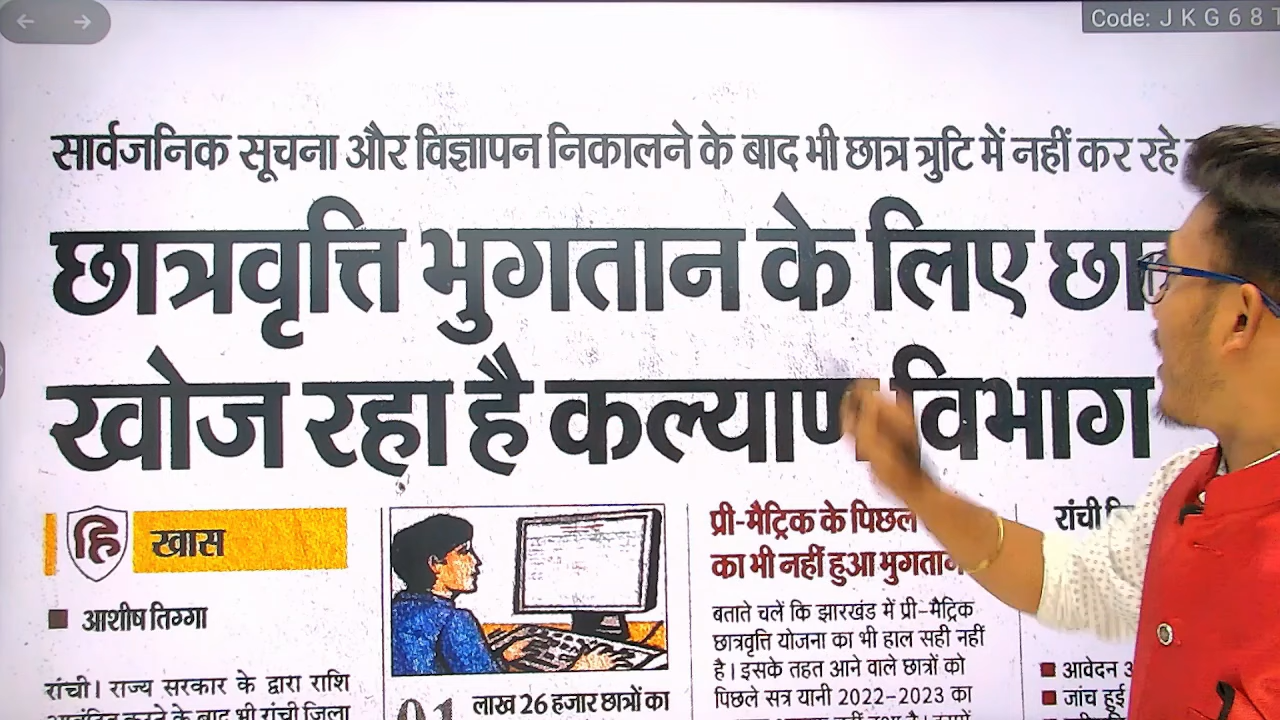 Code: J K G 6 8
सार्वजनिक सूचना और विज्ञापन निकालने के बाद भी छात्र त्रुटि में नहीं कर रहे
छात्रवृत्ति भुगतान के लिए
खोज रहा है कल्याण विभाग
हि खास
आशीष तिग्गा
रांची। राज्य सरकार के द्वारा राशि
के बाद भी रांची जिला
लाख 26 हजार छात्रों का
प्री-मैट्रिक के पिछले
का भी नहीं हुआ भुगतान
बताते चलें कि झारखंड में प्री-मैट्रिक
छात्रवृत्ति योजना का भी हाल सही नहीं
है। इसके तहत आने वाले छात्रों को
पिछले सत्र यानी 2022-2023 का
रांची
आवेदन
जांच हुई